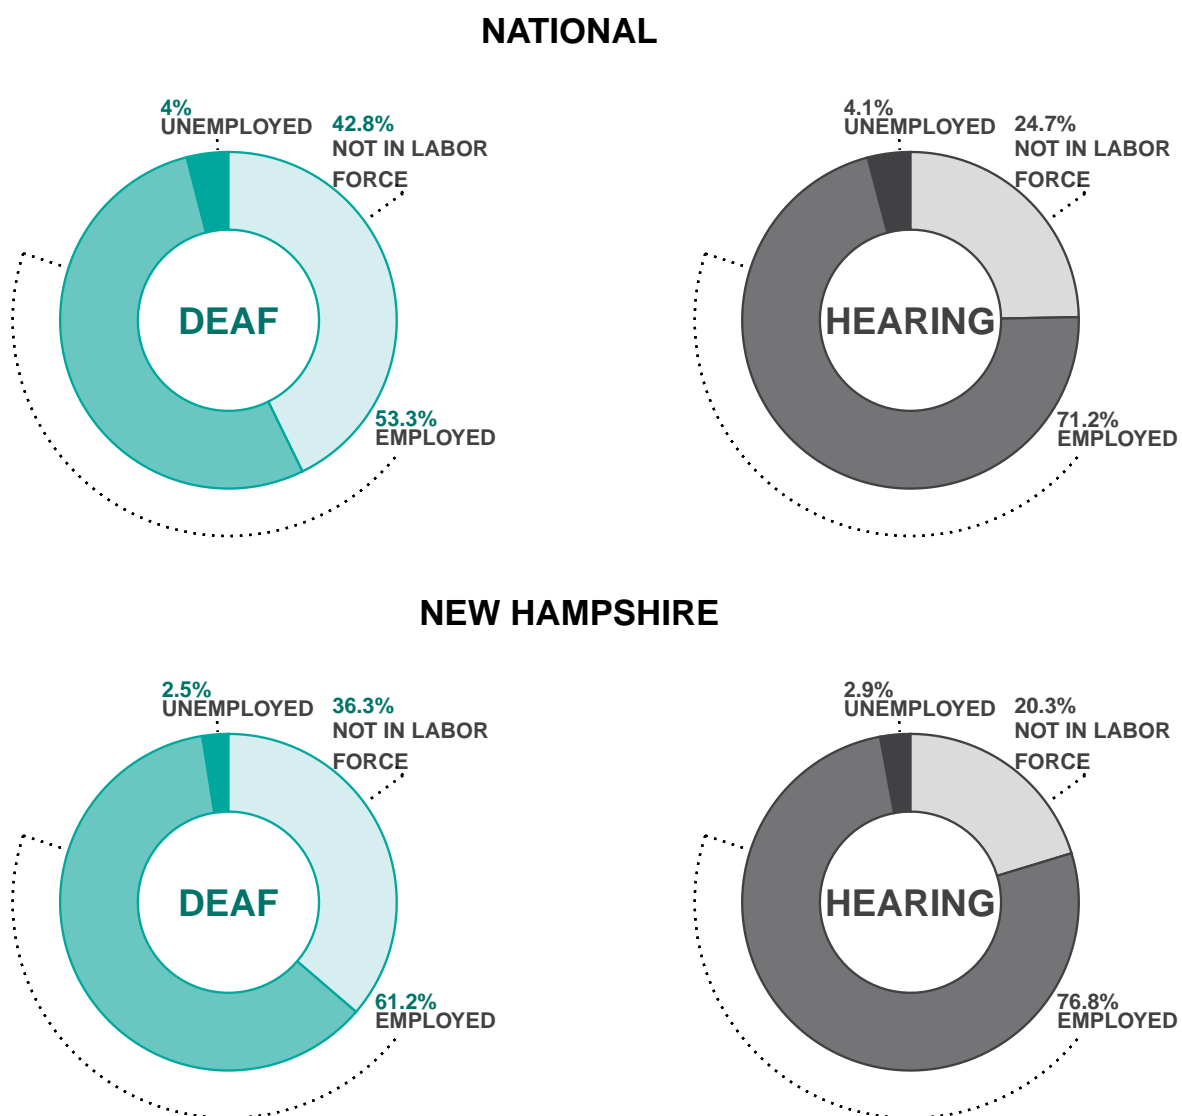 NATIONAL
4%
UNEMPLOYED
42.8%
NOT IN LABOR
FORCE
DEAF
53.3%
EMPLOYED
4.1%
UNEMPLOYED
24.7%
NOT IN LABOR
FORCE
HEARING
71.2%
EMPLOYED
NEW HAMPSHIRE
2.5%
UNEMPLOYED
36.3%
NOT IN LABOR
FORCE
DEAF
61.2%
EMPLOYED
2.9%
UNEMPLOYED
20.3%
NOT IN LABOR
FORCE
HEARING
76.8%
EMPLOYED